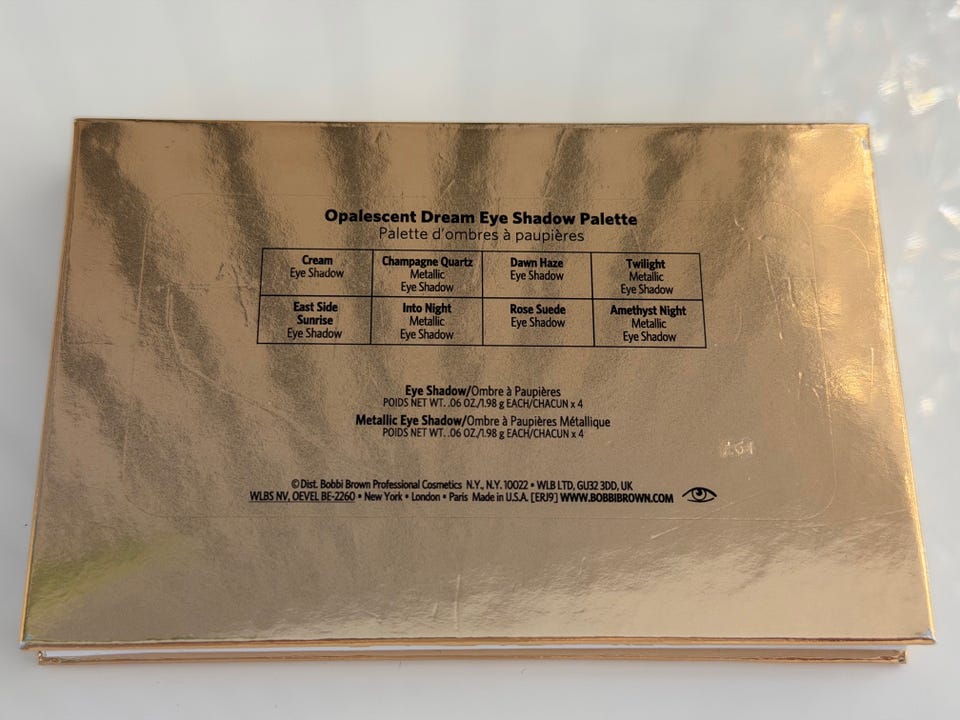 Opalescent Dream Eye Shadow Palette
Palette d'ombres à paupières
Cream
Eye Shadow
Champagne Quartz
Metallic
Eye Shadow
Dawn Haze
Eye Shadow
Twilight
Metallic
Eye Shadow
East Side
Sunrise
Eye Shadow
Into Night
Metallic
Eye Shadow
Rose Suede
Eye Shadow
Amethyst Night
Metallic
Eye Shadow
Eye Shadow/Ombre à Paupières
POIDS NET WT. .06 OZ./1.98 g EACH/CHACUN x 4
Metallic Eye Shadow/Ombre à Paupières Métallique
POIDS NET WT. .06 OZ./1.98 g EACH/CHACUN x 4
© Dist. Bobbi Brown Professional Cosmetics N.Y., N.Y. 10022 • WLB LTD, GU32 3DD, UK
WLBS NV, OEVEL BE-2260 • New York • London • Paris Made in U.S.A. [ERJ9] WWW.BOBBIBROWN.COM